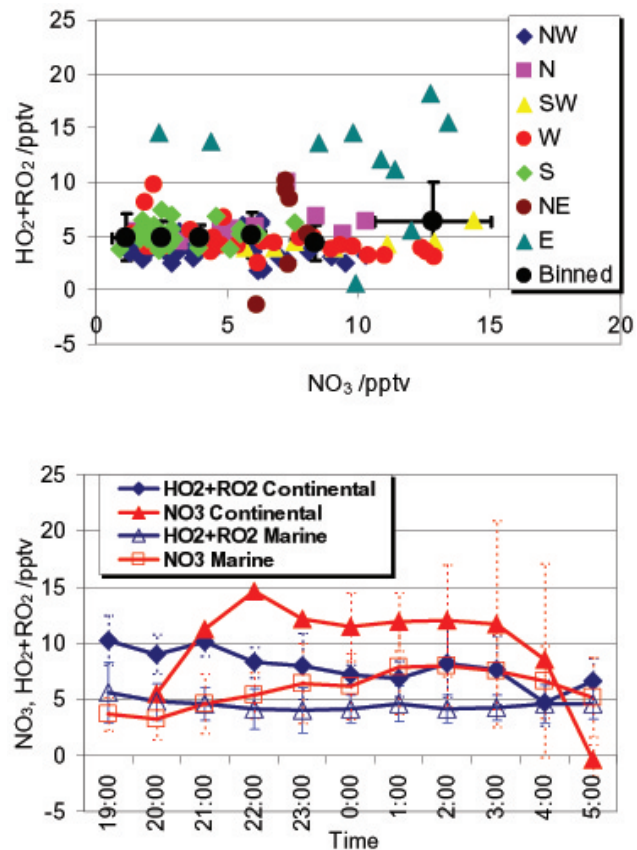 25
20
15
10
5
0
-5
HO₂+RO₂ /pptv
0 5 10 15 20
NO₃ /pptv
NW
N
SW
W
S
NE
E
Binned
25
20
15
10
5
0
-5
NO₃, HO₂+RO₂ /pptv
HO2+RO2 Continental
NO3 Continental
HO2+RO2 Marine
NO3 Marine
19:00 20:00 21:00 22:00 23:00 0:00 1:00 2:00 3:00 4:00 5:00
Time